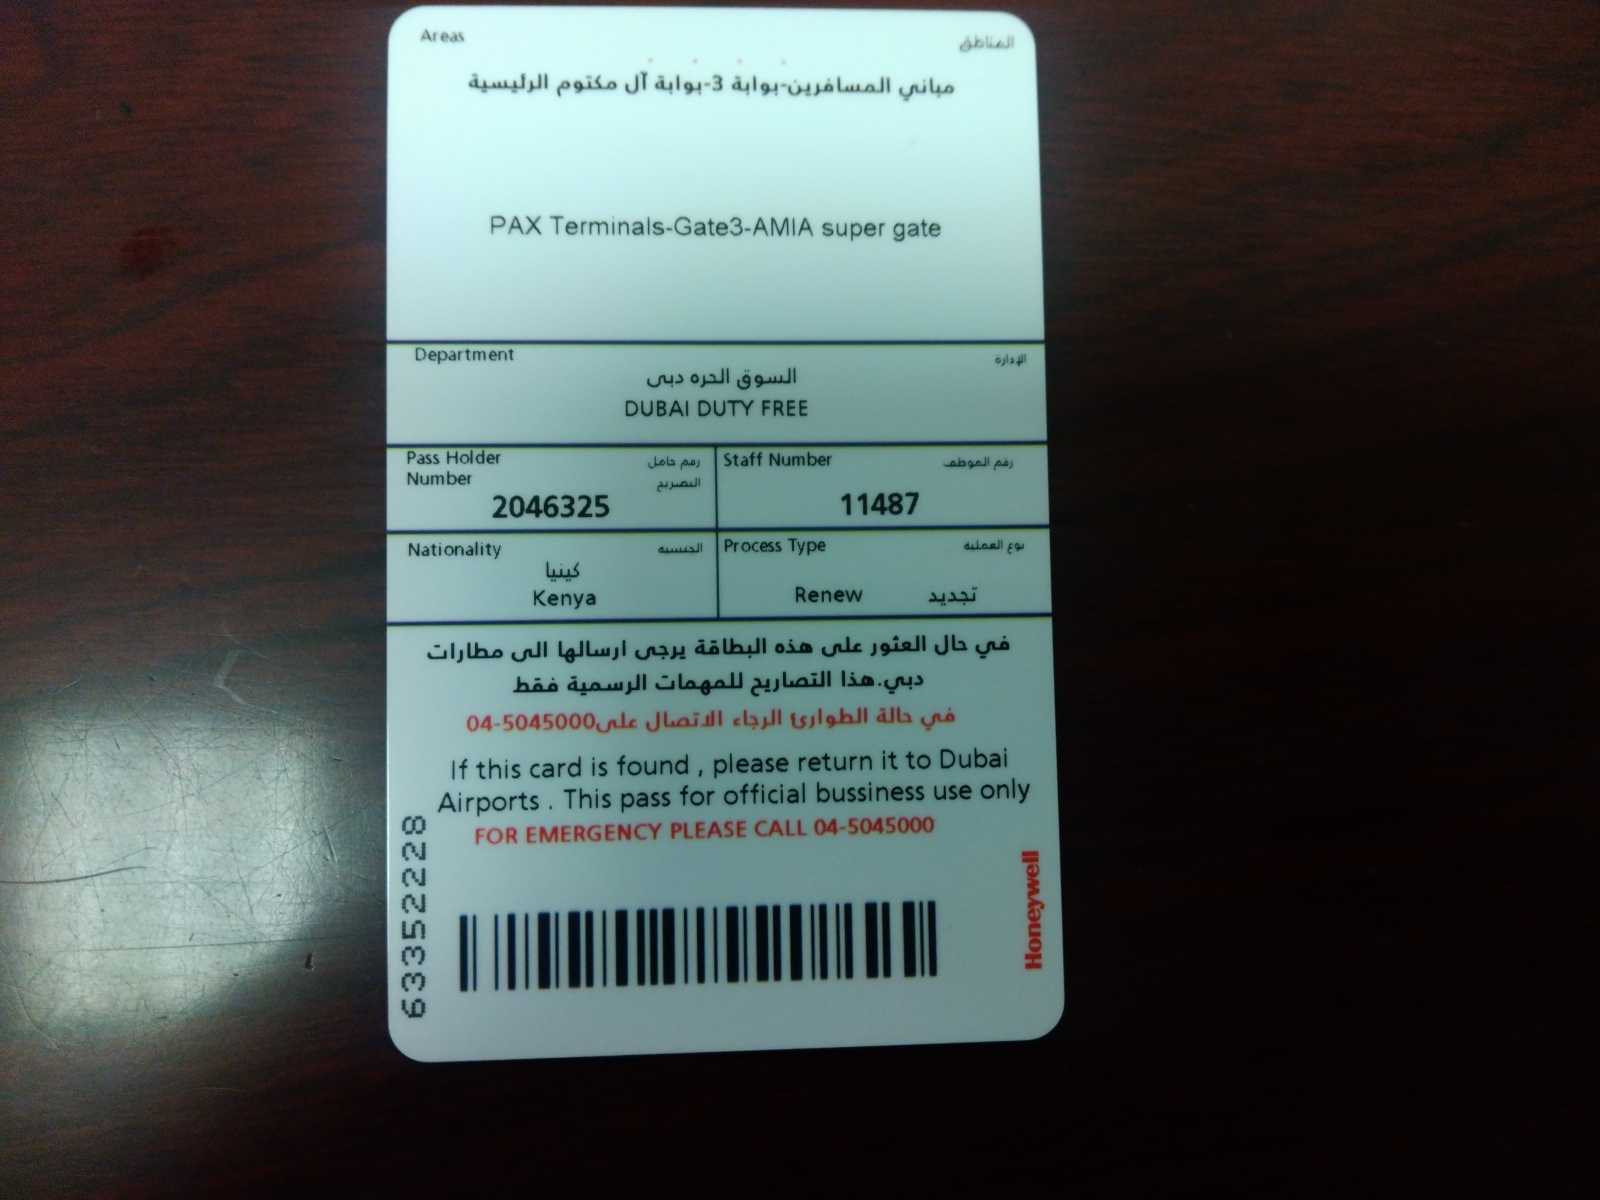 Areas المناطق
مباني المسافرين-بوابة 3-بوابة آل مكتوم الرئيسية
PAX Terminals-Gate3-AMIA super gate
Department الإدارة
السوق الحره دبى
DUBAI DUTY FREE
Pass Holder رقم حامل
Number التصريح
2046325
Staff Number رقم الموظف
11487
Nationality الجنسية
كينيا
Kenya
Process Type نوع العملية
Renew تجديد
في حال العثور على هذه البطاقة يرجى ارسالها الى مطارات
دبي.هذا التصاريح للمهمات الرسمية فقط
في حالة الطوارئ الرجاء الاتصال على04-5045000
If this card is found , please return it to Dubai
Airports . This pass for official bussiness use only
FOR EMERGENCY PLEASE CALL 04-5045000
63352228
Honeywell